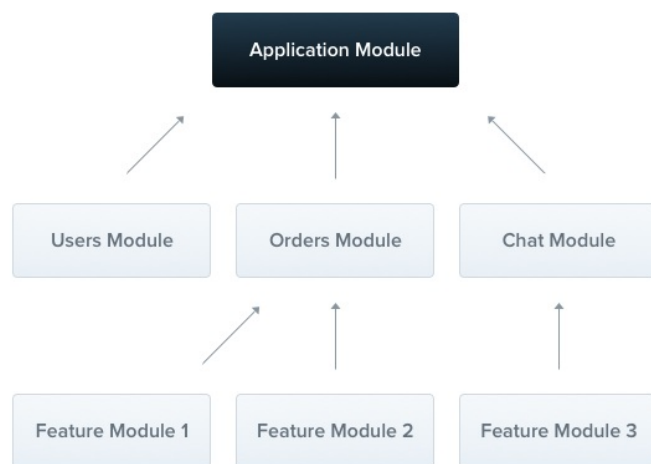 Application Module
Users Module
Orders Module
Chat Module
Feature Module 1
Feature Module 2
Feature Module 3